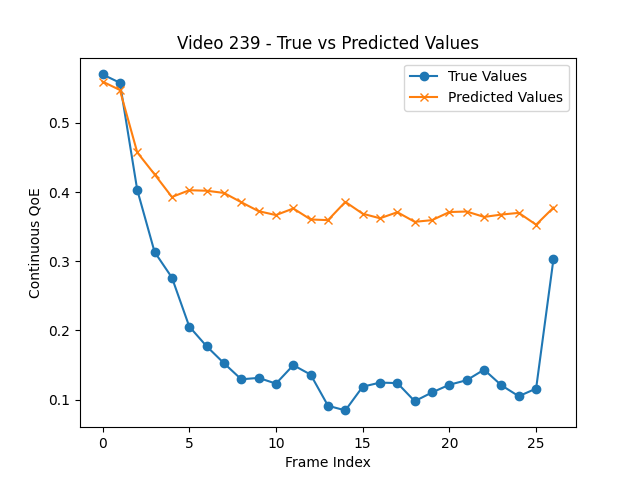 Video 239 - True vs Predicted Values
True Values
Predicted Values
Continuous QoE
0.5
0.4
0.3
0.2
0.1
0 5 10 15 20 25
Frame Index